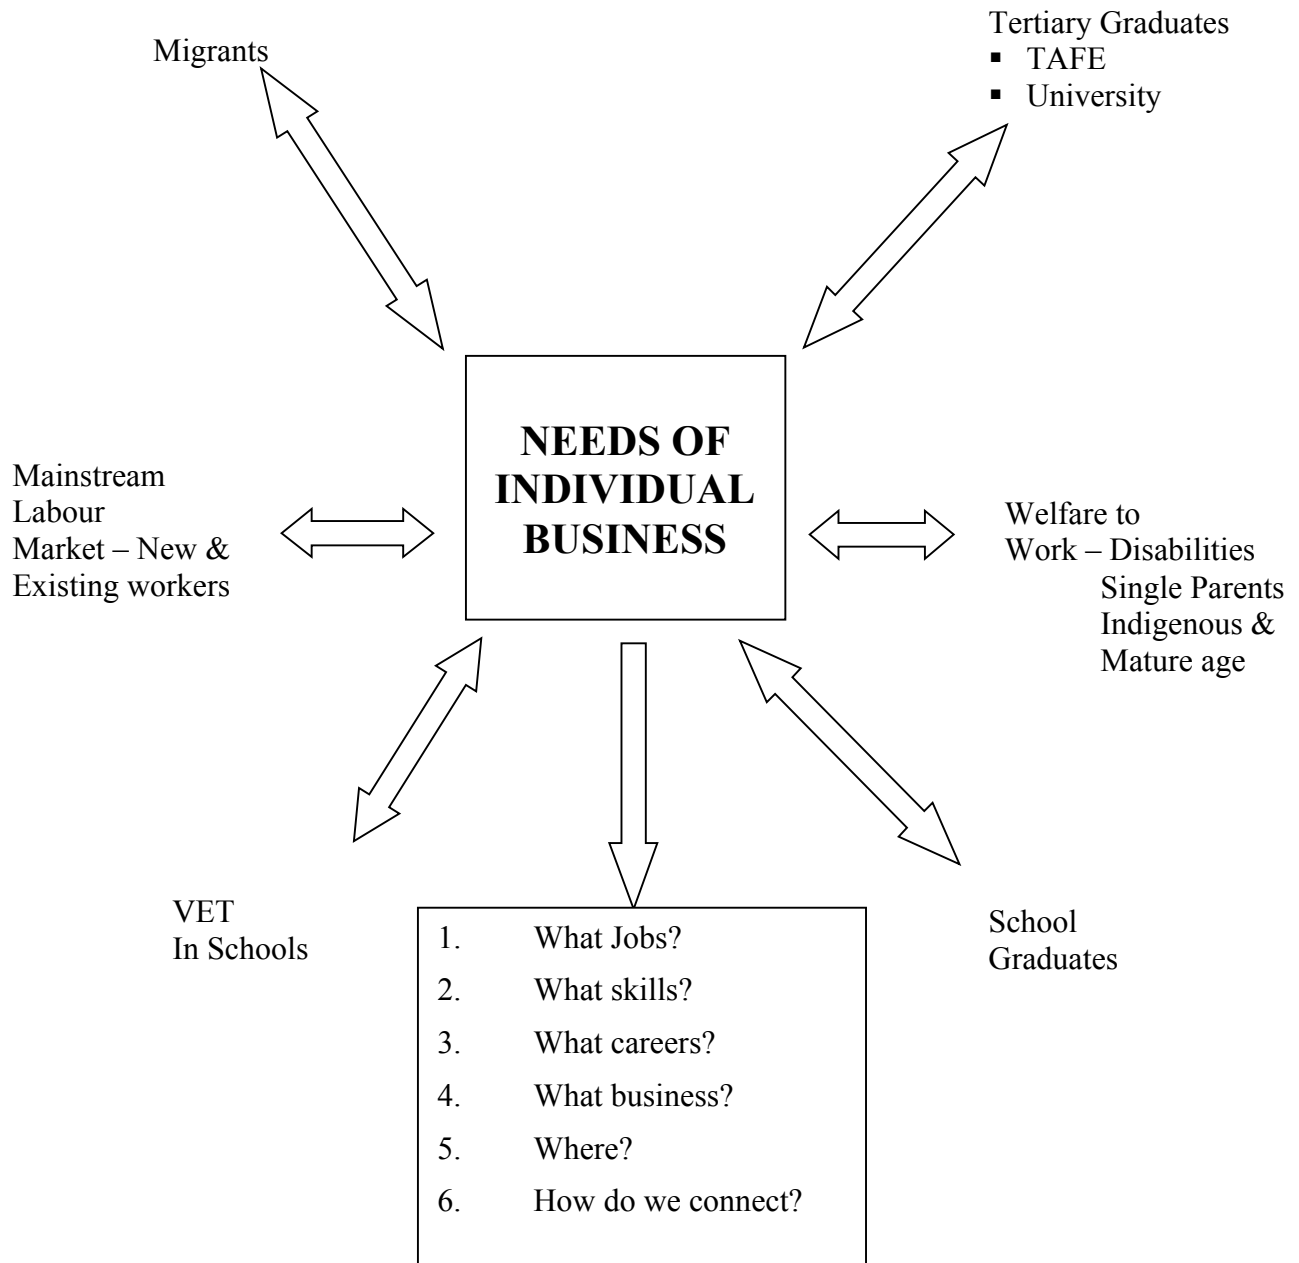 Migrants
Tertiary Graduates
▪ TAFE
▪ University
NEEDS OF
INDIVIDUAL
BUSINESS
Mainstream
Labour
Market – New &
Existing workers
Welfare to
Work – Disabilities
Single Parents
Indigenous &
Mature age
VET
In Schools
1. What Jobs?
2. What skills?
3. What careers?
4. What business?
5. Where?
6. How do we connect?
School
Graduates